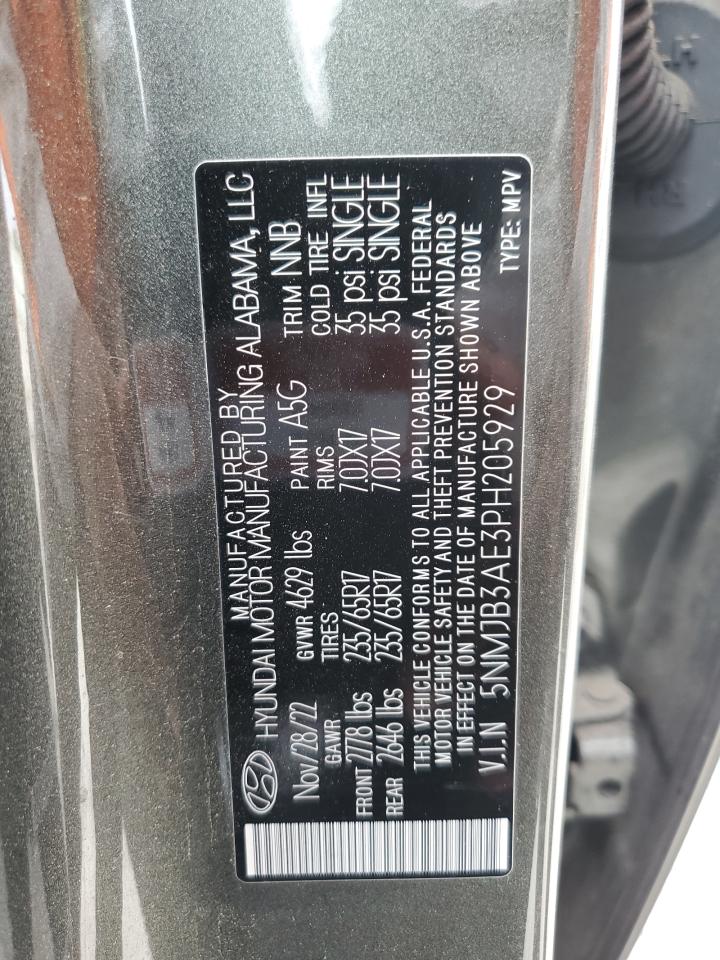 MANUFACTURED BY
HYUNDAI MOTOR MANUFACTURING ALABAMA, LLC
Nov/28/22 GVWR 4629 lbs PAINT A5G TRIM NNB
GAWR TIRES RIMS COLD TIRE INFL
FRONT 2778 lbs 235/65R17 7.0JX17 35 psi SINGLE
REAR 2646 lbs 235/65R17 7.0JX17 35 psi SINGLE
THIS VEHICLE CONFORMS TO ALL APPLICABLE U.S.A. FEDERAL
MOTOR VEHICLE SAFETY AND THEFT PREVENTION STANDARDS
IN EFFECT ON THE DATE OF MANUFACTURE SHOWN ABOVE
V.I.N 5NMJB3AE3PH205929 TYPE: MPV